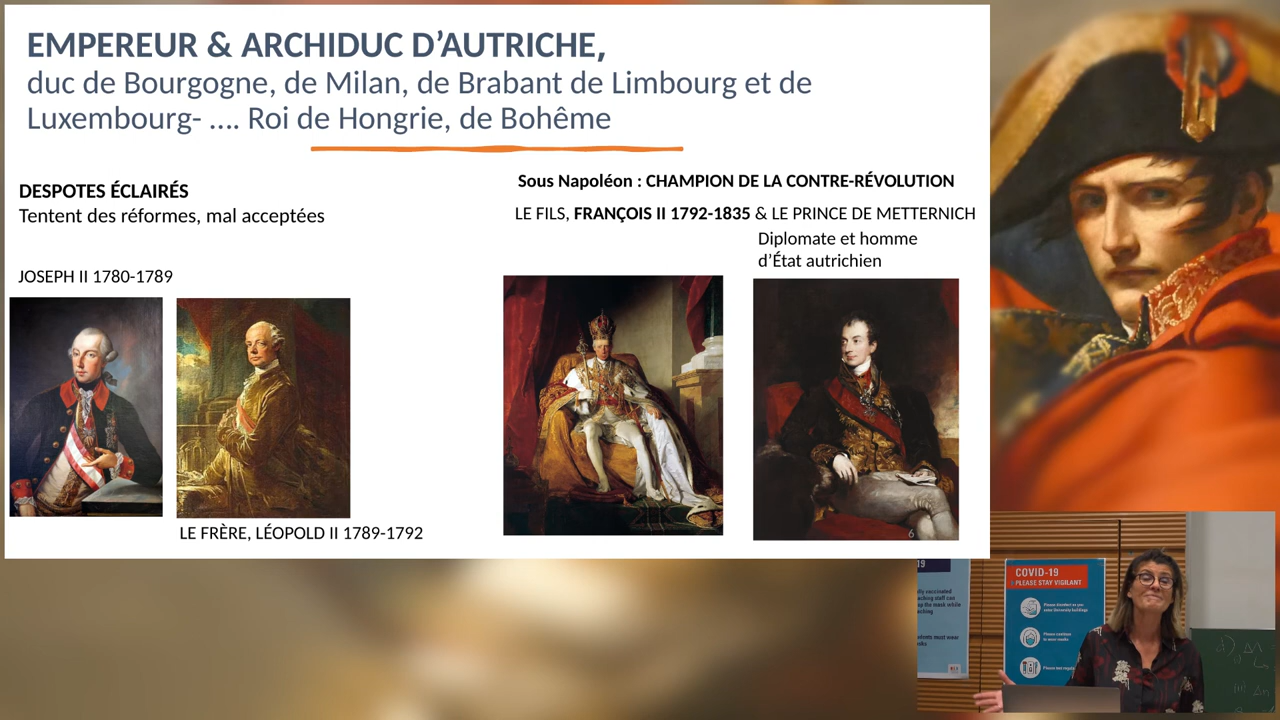 EMPEREUR & ARCHIDUC D’AUTRICHE,
duc de Bourgogne, de Milan, de Brabant de Limbourg et de
Luxembourg- …. Roi de Hongrie, de Bohême
DESPOTES ÉCLAIRÉS
Tentent des réformes, mal acceptées
JOSEPH II 1780-1789
LE FRÈRE, LÉOPOLD II 1789-1792
Sous Napoléon : CHAMPION DE LA CONTRE-RÉVOLUTION
LE FILS, FRANÇOIS II 1792-1835 & LE PRINCE DE METTERNICH
Diplomate et homme
d’État autrichien
6
19
COVID-19
PLEASE STAY VIGILANT